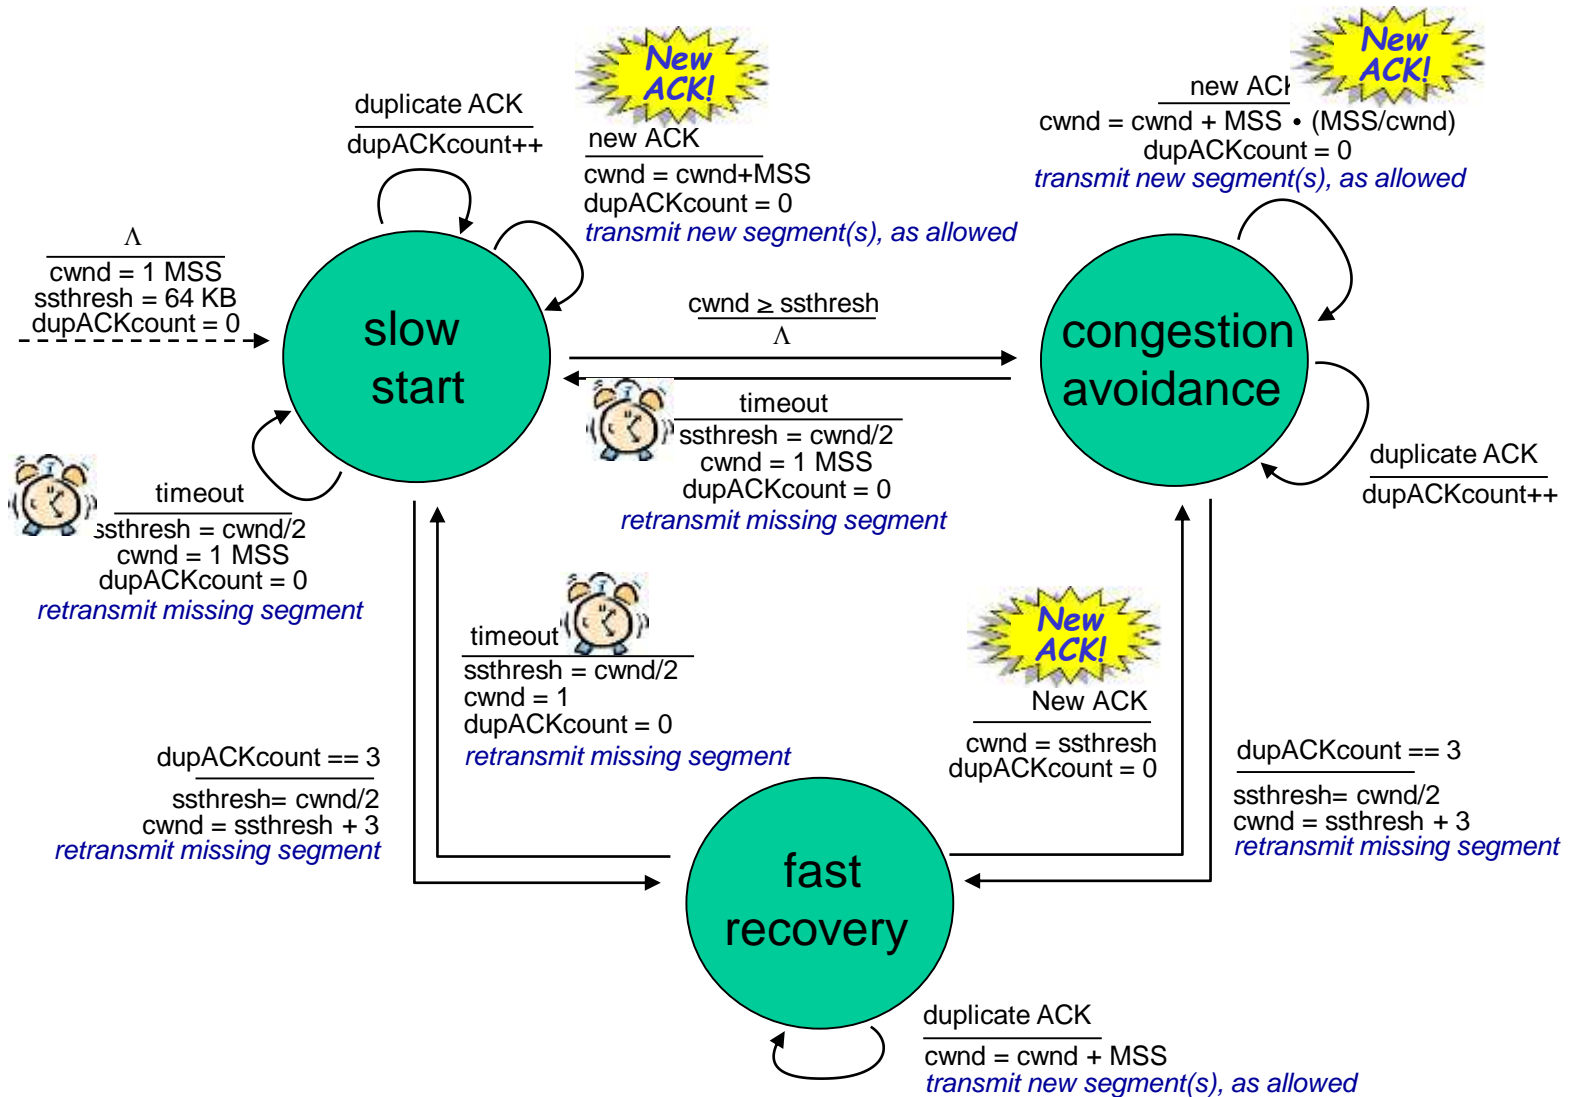 New
ACK!
duplicate ACK
dupACKcount++
new ACK
cwnd = cwnd+MSS
dupACKcount = 0
transmit new segment(s), as allowed
New
ACK!
new ACK
cwnd = cwnd + MSS • (MSS/cwnd)
dupACKcount = 0
transmit new segment(s), as allowed
Λ
cwnd = 1 MSS
ssthresh = 64 KB
dupACKcount = 0
slow
start
cwnd ≥ ssthresh
Λ
congestion
avoidance
timeout
ssthresh = cwnd/2
cwnd = 1 MSS
dupACKcount = 0
retransmit missing segment
duplicate ACK
dupACKcount++
timeout
ssthresh = cwnd/2
cwnd = 1 MSS
dupACKcount = 0
retransmit missing segment
timeout
ssthresh = cwnd/2
cwnd = 1
dupACKcount = 0
retransmit missing segment
New
ACK!
New ACK
cwnd = ssthresh
dupACKcount = 0
dupACKcount == 3
ssthresh= cwnd/2
cwnd = ssthresh + 3
retransmit missing segment
dupACKcount == 3
ssthresh= cwnd/2
cwnd = ssthresh + 3
retransmit missing segment
fast
recovery
duplicate ACK
cwnd = cwnd + MSS
transmit new segment(s), as allowed